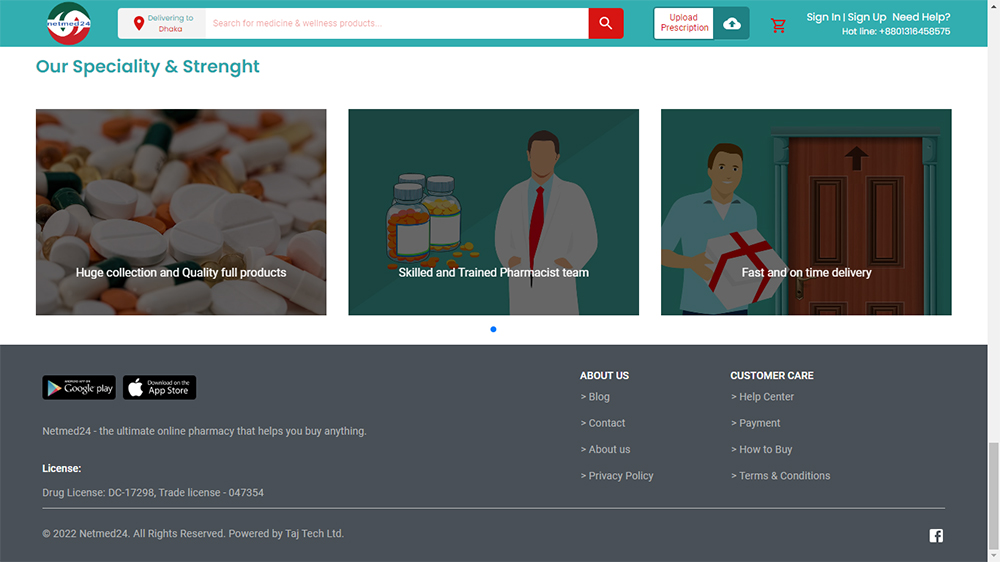 netmed24
Delivering to
Dhaka
Search for medicine & wellness products...
Upload
Prescription
Sign In | Sign Up Need Help?
Hot line: +8801316458575
Our Speciality & Strenght
Huge collection and Quality full products
Skilled and Trained Pharmacist team
Fast and on time delivery
Google play
Download on the
App Store
ABOUT US
> Blog
> Contact
> About us
> Privacy Policy
CUSTOMER CARE
> Help Center
> Payment
> How to Buy
> Terms & Conditions
Netmed24 - the ultimate online pharmacy that helps you buy anything.
License:
Drug License: DC-17298, Trade license - 047354
© 2022 Netmed24. All Rights Reserved. Powered by Taj Tech Ltd.